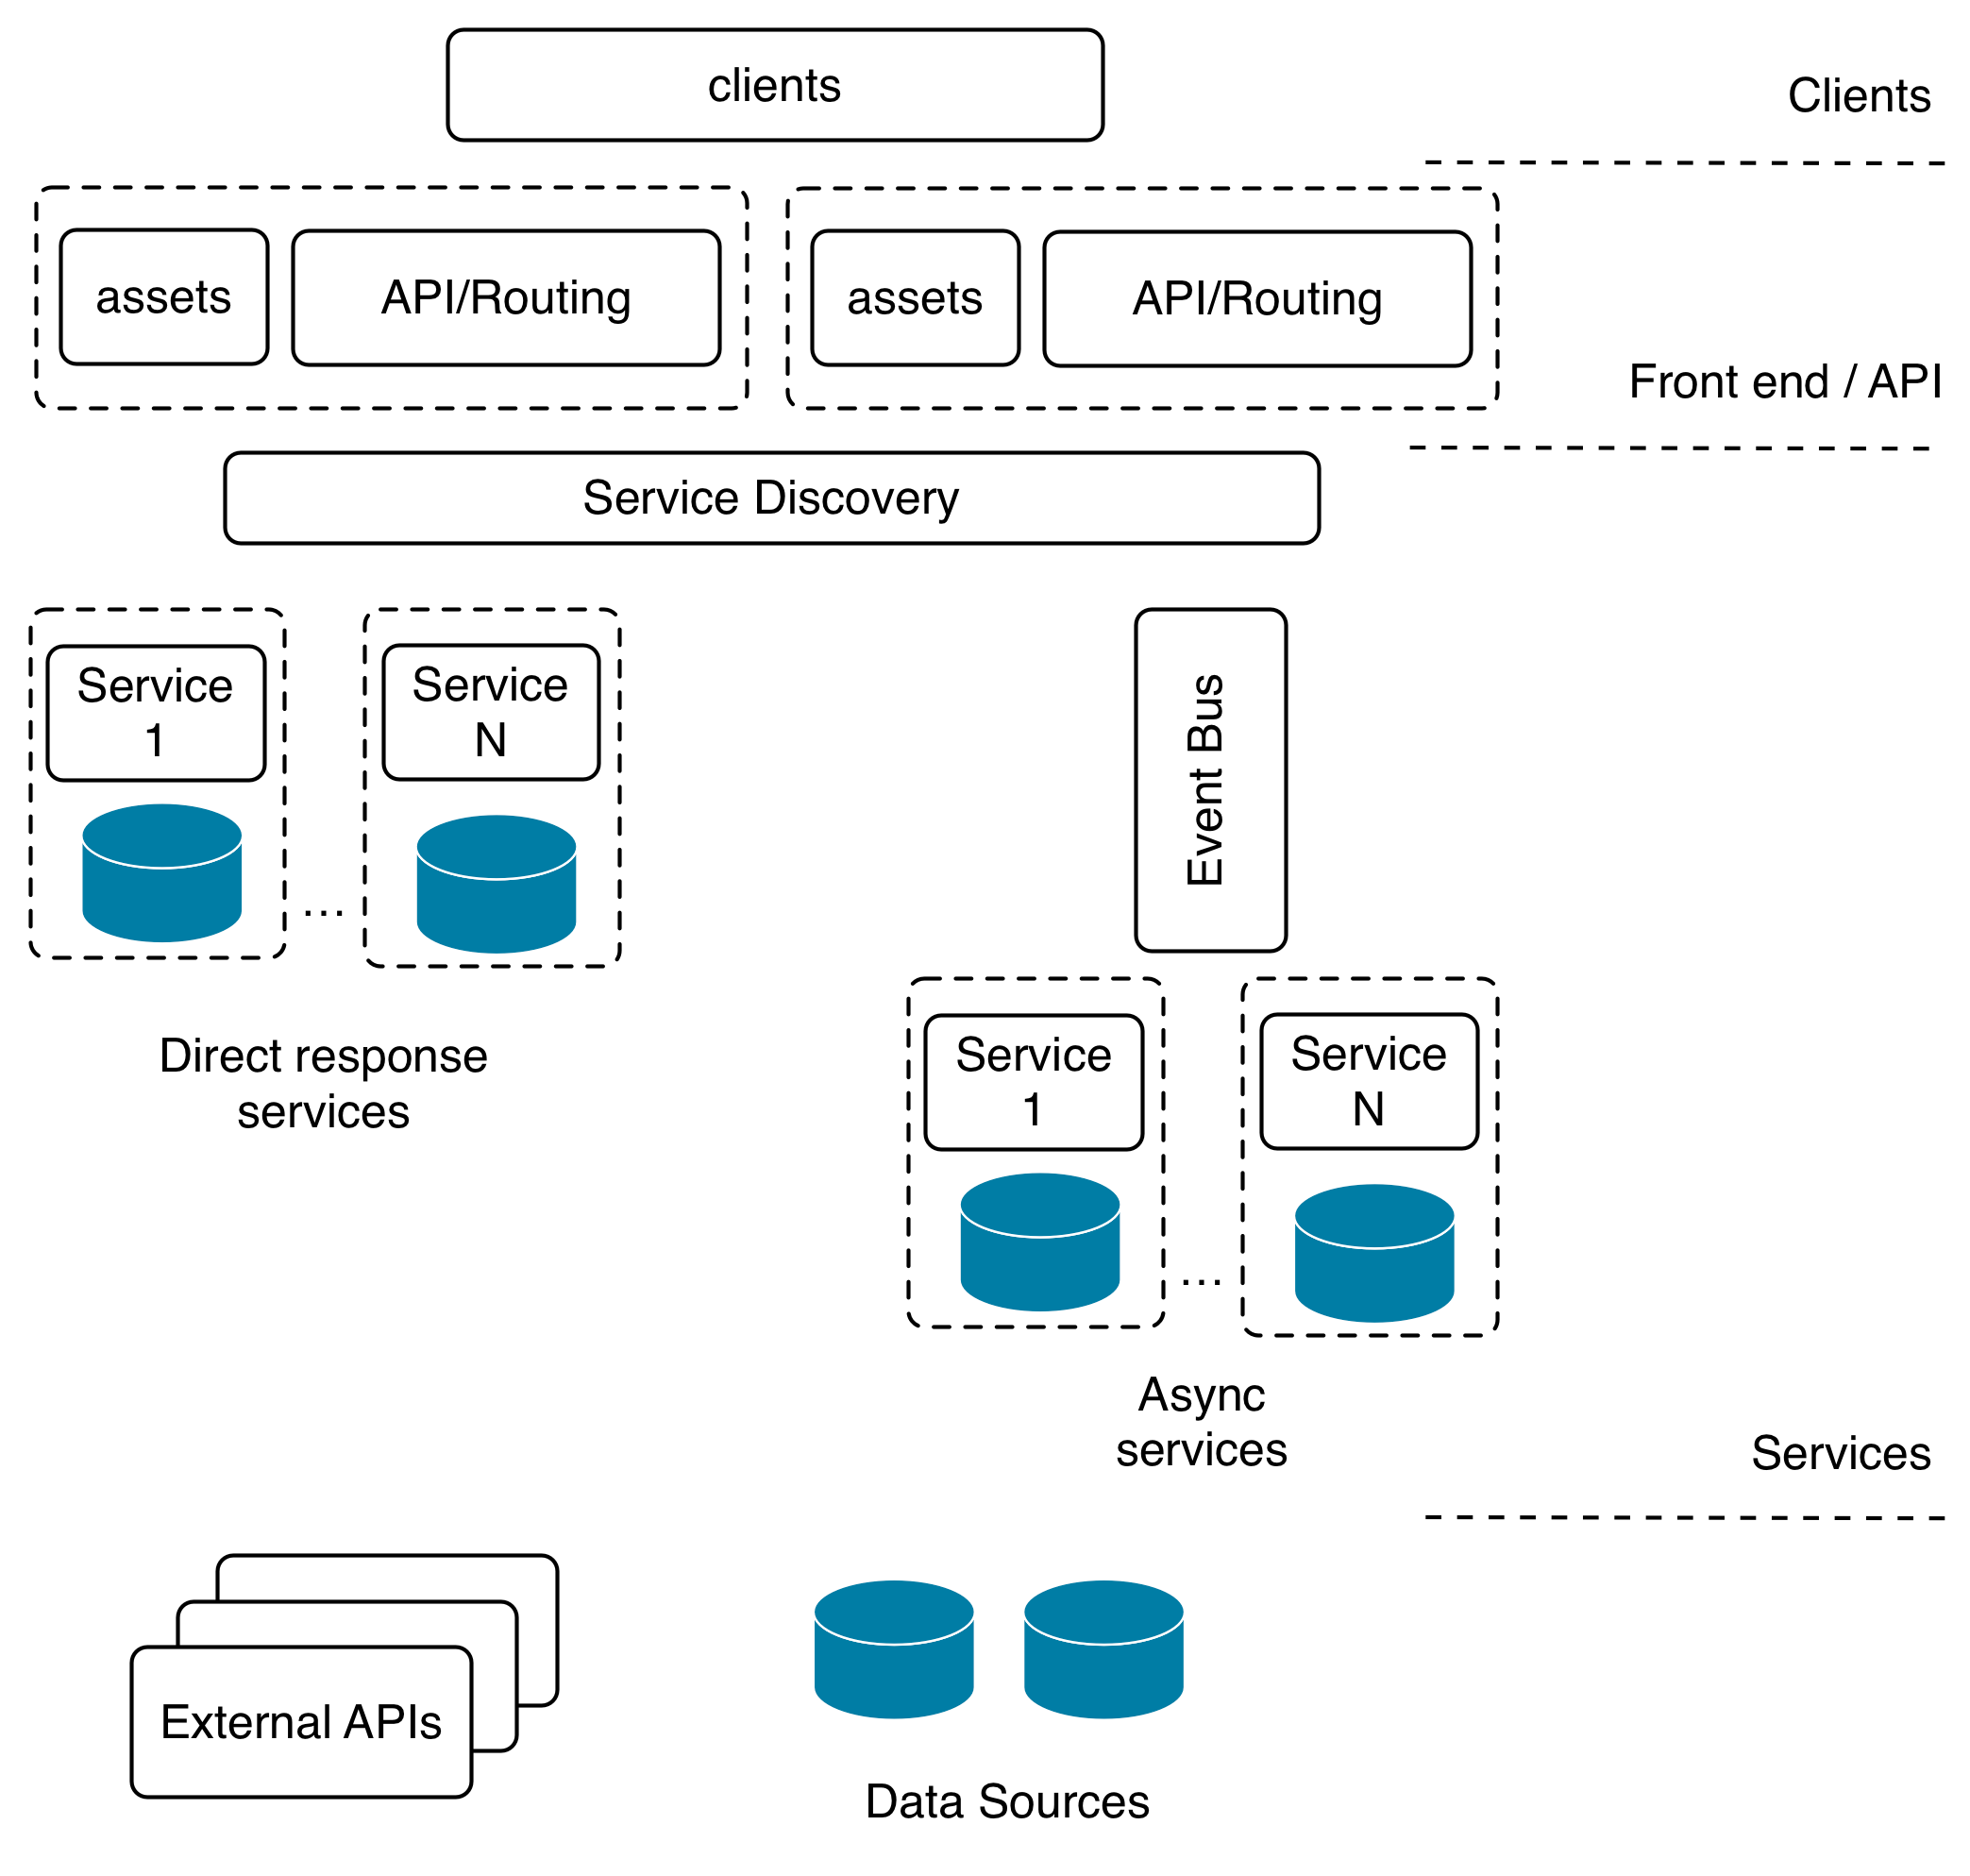 clients
Clients
assets
API/Routing
assets
API/Routing
Front end / API
Service Discovery
Service
1
...
Service
N
Direct response
services
Event Bus
Service
1
...
Service
N
Async
services
Services
External APIs
Data Sources